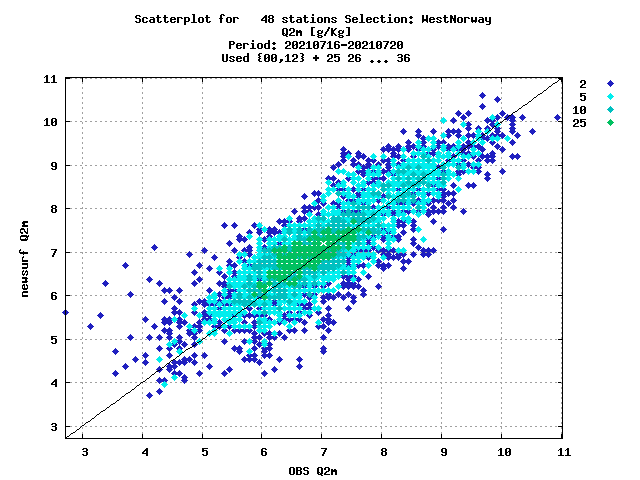 Scatterplot for   48 stations Selection: WestNorway
Q2m [g/Kg]
Period: 20210716-20210720
Used {00,12} + 25 26 ... 36
11
10
9
8
7
6
5
4
3
newsurf Q2m
3 4 5 6 7 8 9 10 11
OBS Q2m
2
5
10
25